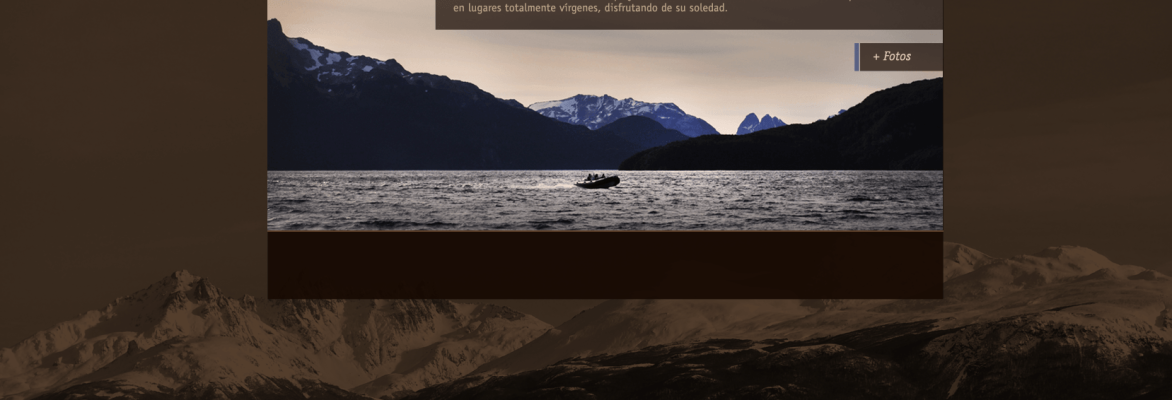 en lugares totalmente vírgenes, disfrutando de su soledad.
+ Fotos